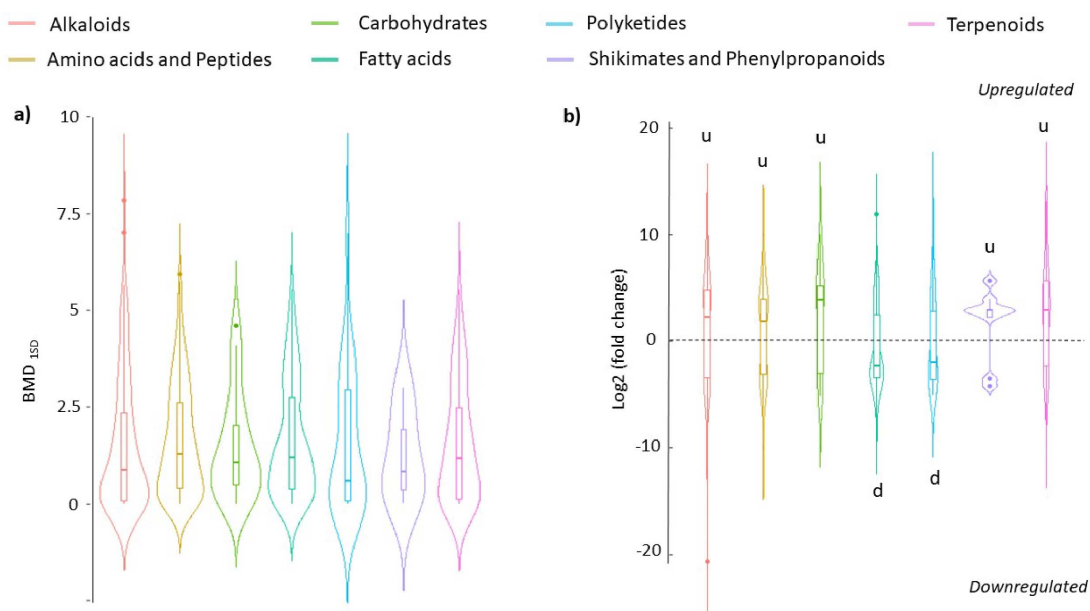 Alkaloids Carbohydrates Polyketides Terpenoids
Amino acids and Peptides Fatty acids Shikimates and Phenylpropanoids
Upregulated
a)
b)
10
7.5
5
2.5
0
BMD 1SD
20
10
0
-10
-20
Log2 (fold change)
u
u
u
d
d
u
u
Downregulated